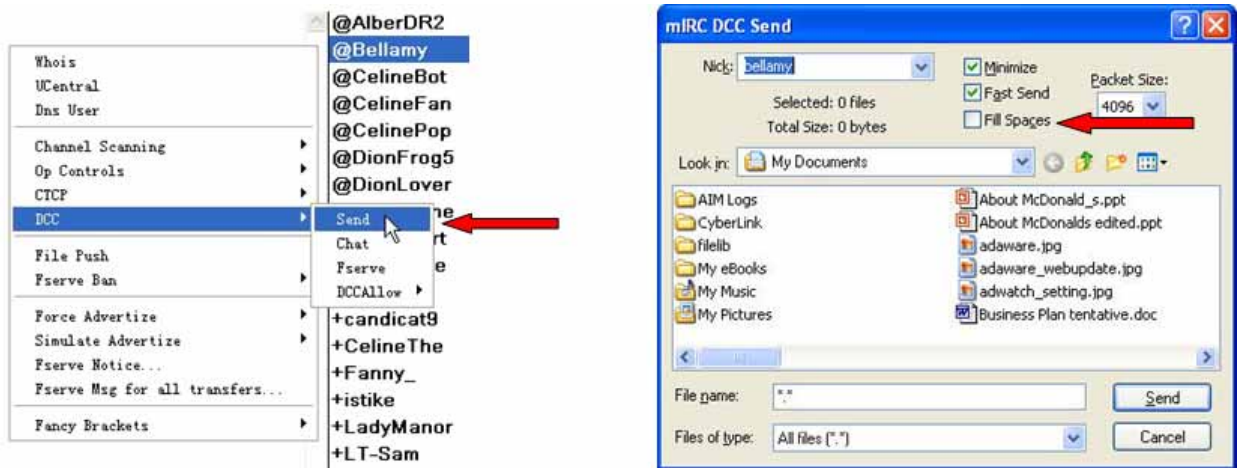 Whois
UCentral
Dns User
Channel Scanning
Op Controls
CTCP
DCC
File Push
Fserve Ban
Force Advertize
Simulate Advertize
Fserve Notice...
Fserve Msg for all transfers...
Fancy Brackets
Send
Chat
Fserve
DCCAllow
@AlberDR2
@Bellamy
@CelineBot
@CelineFan
@CelinePop
@DionFrog5
@DionLover
ne
rt
e
+candicat9
+CelineThe
+Fanny_
+istike
+LadyManor
+LT-Sam
mIRC DCC Send
Nick: bellamy
Selected: 0 files
Total Size: 0 bytes
Minimize
Fast Send
Fill Spaces
Packet Size:
4096
Look in: My Documents
AIM Logs
CyberLink
filelib
My eBooks
My Music
My Pictures
About McDonald_s.ppt
About McDonalds edited.ppt
adaware.jpg
adaware_webupdate.jpg
adwatch_setting.jpg
Business Plan tentative.doc
File name: *.*
Send
Files of type: All files (*.*)
Cancel